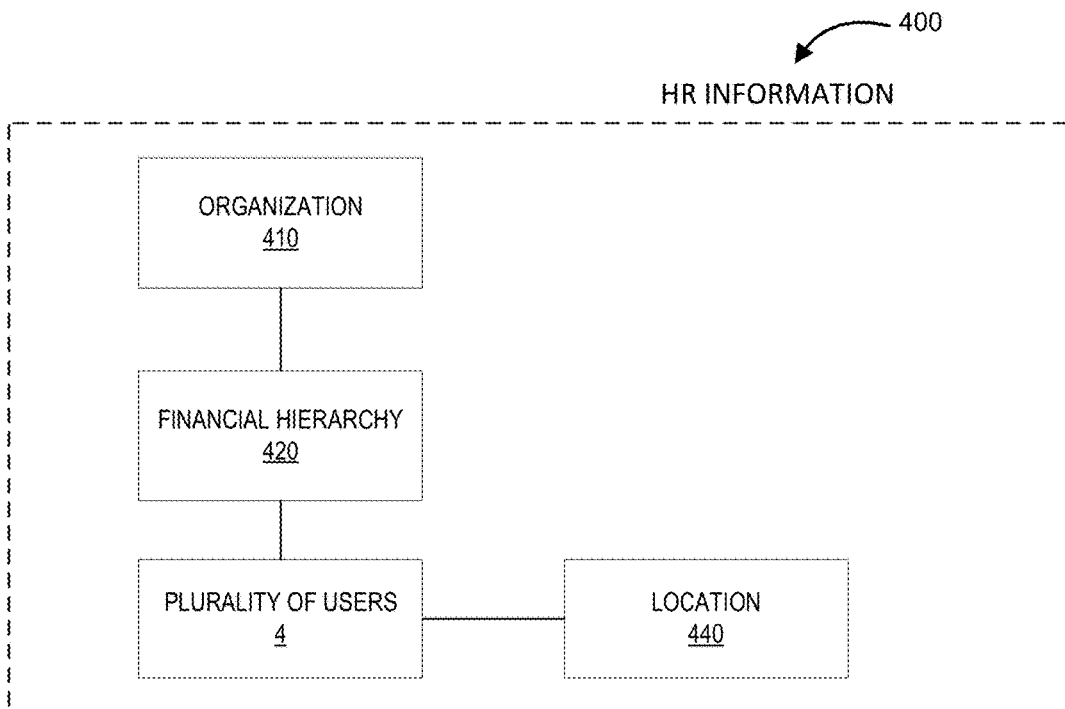 400
HR INFORMATION
ORGANIZATION
410
FINANCIAL HIERARCHY
420
PLURALITY OF USERS
4
LOCATION
440